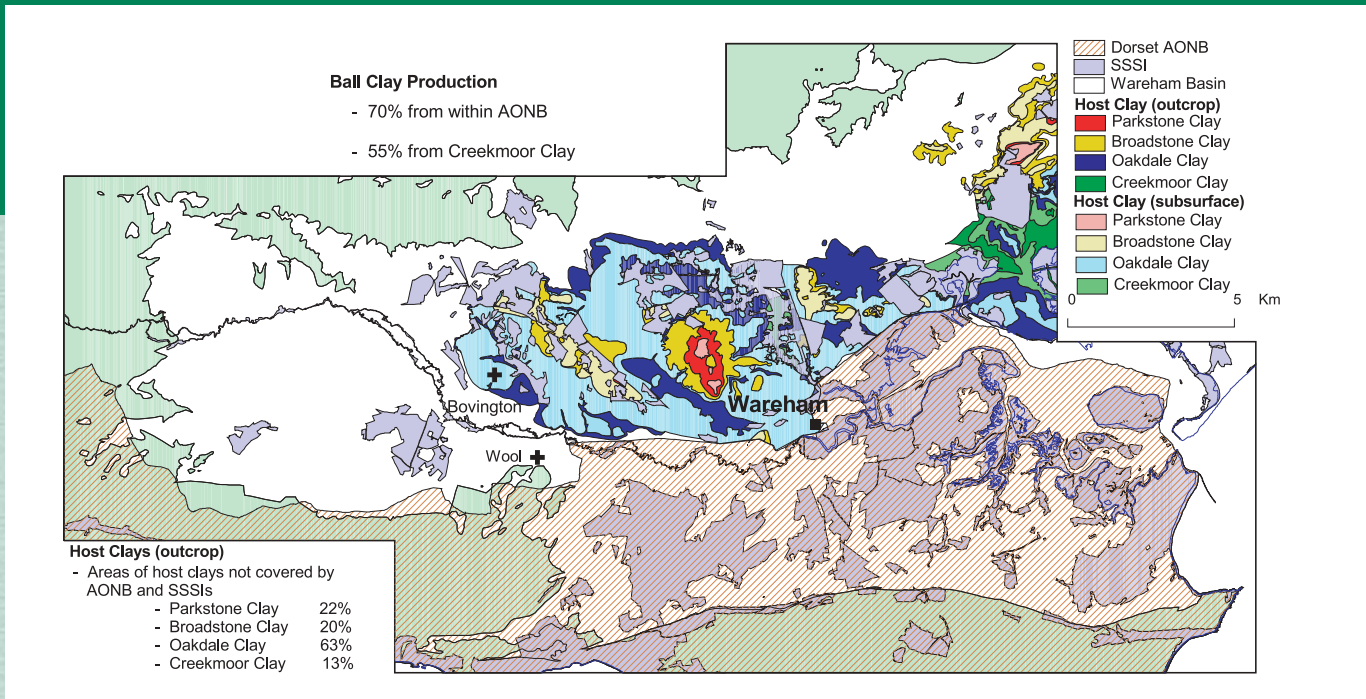 Ball Clay Production
- 70% from within AONB
- 55% from Creekmoor Clay
Dorset AONB
SSSI
Wareham Basin
Host Clay (outcrop)
Parkstone Clay
Broadstone Clay
Oakdale Clay
Creekmoor Clay
Host Clay (subsurface)
Parkstone Clay
Broadstone Clay
Oakdale Clay
Creekmoor Clay
0 5 Km
Bovington
Wareham
Wool
Host Clays (outcrop)
- Areas of host clays not covered by
AONB and SSSIs
- Parkstone Clay 22%
- Broadstone Clay 20%
- Oakdale Clay 63%
- Creekmoor Clay 13%